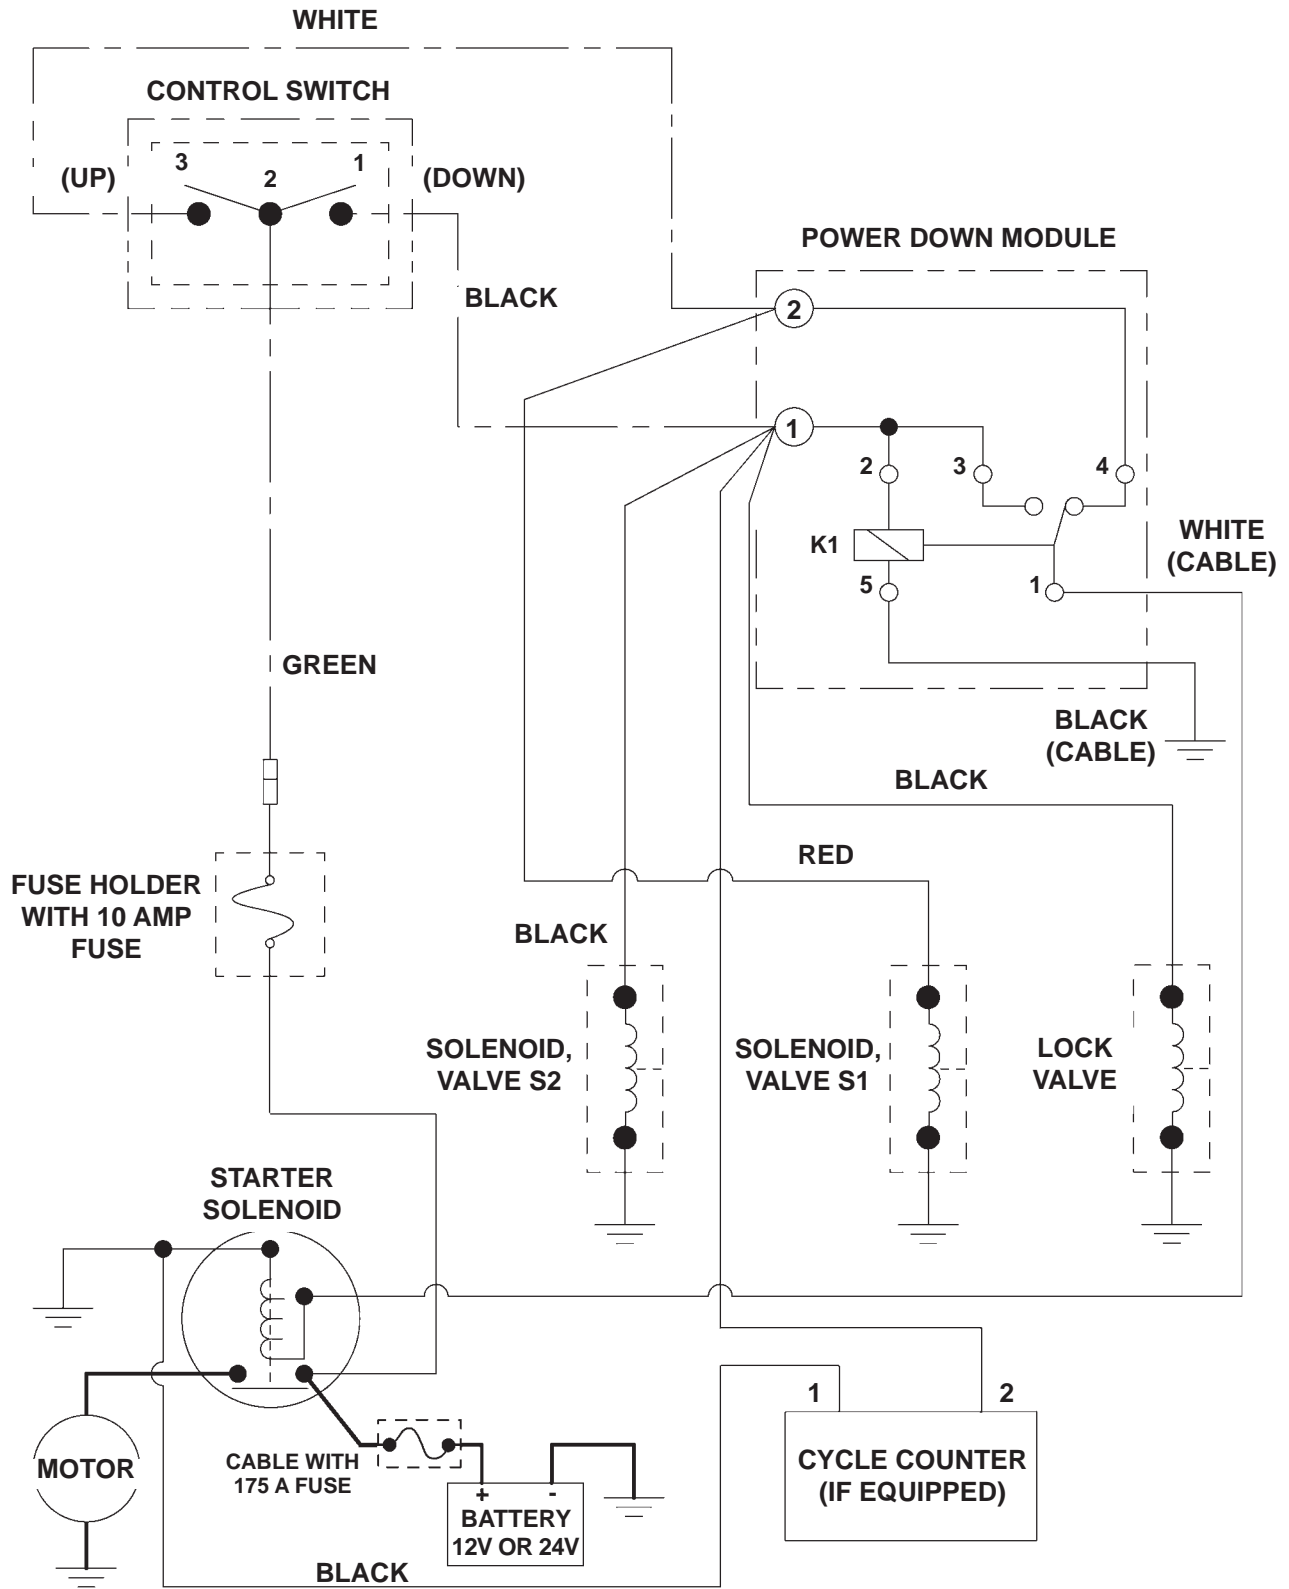 WHITE
CONTROL SWITCH
(UP)
3
2
1
(DOWN)
BLACK
POWER DOWN MODULE
2
1
2
3
4
K1
5
1
WHITE
(CABLE)
GREEN
BLACK
(CABLE)
BLACK
RED
FUSE HOLDER
WITH 10 AMP
FUSE
BLACK
SOLENOID,
VALVE S2
SOLENOID,
VALVE S1
LOCK
VALVE
STARTER
SOLENOID
MOTOR
CABLE WITH
175 A FUSE
+ -
BATTERY
12V OR 24V
1
2
CYCLE COUNTER
(IF EQUIPPED)
BLACK